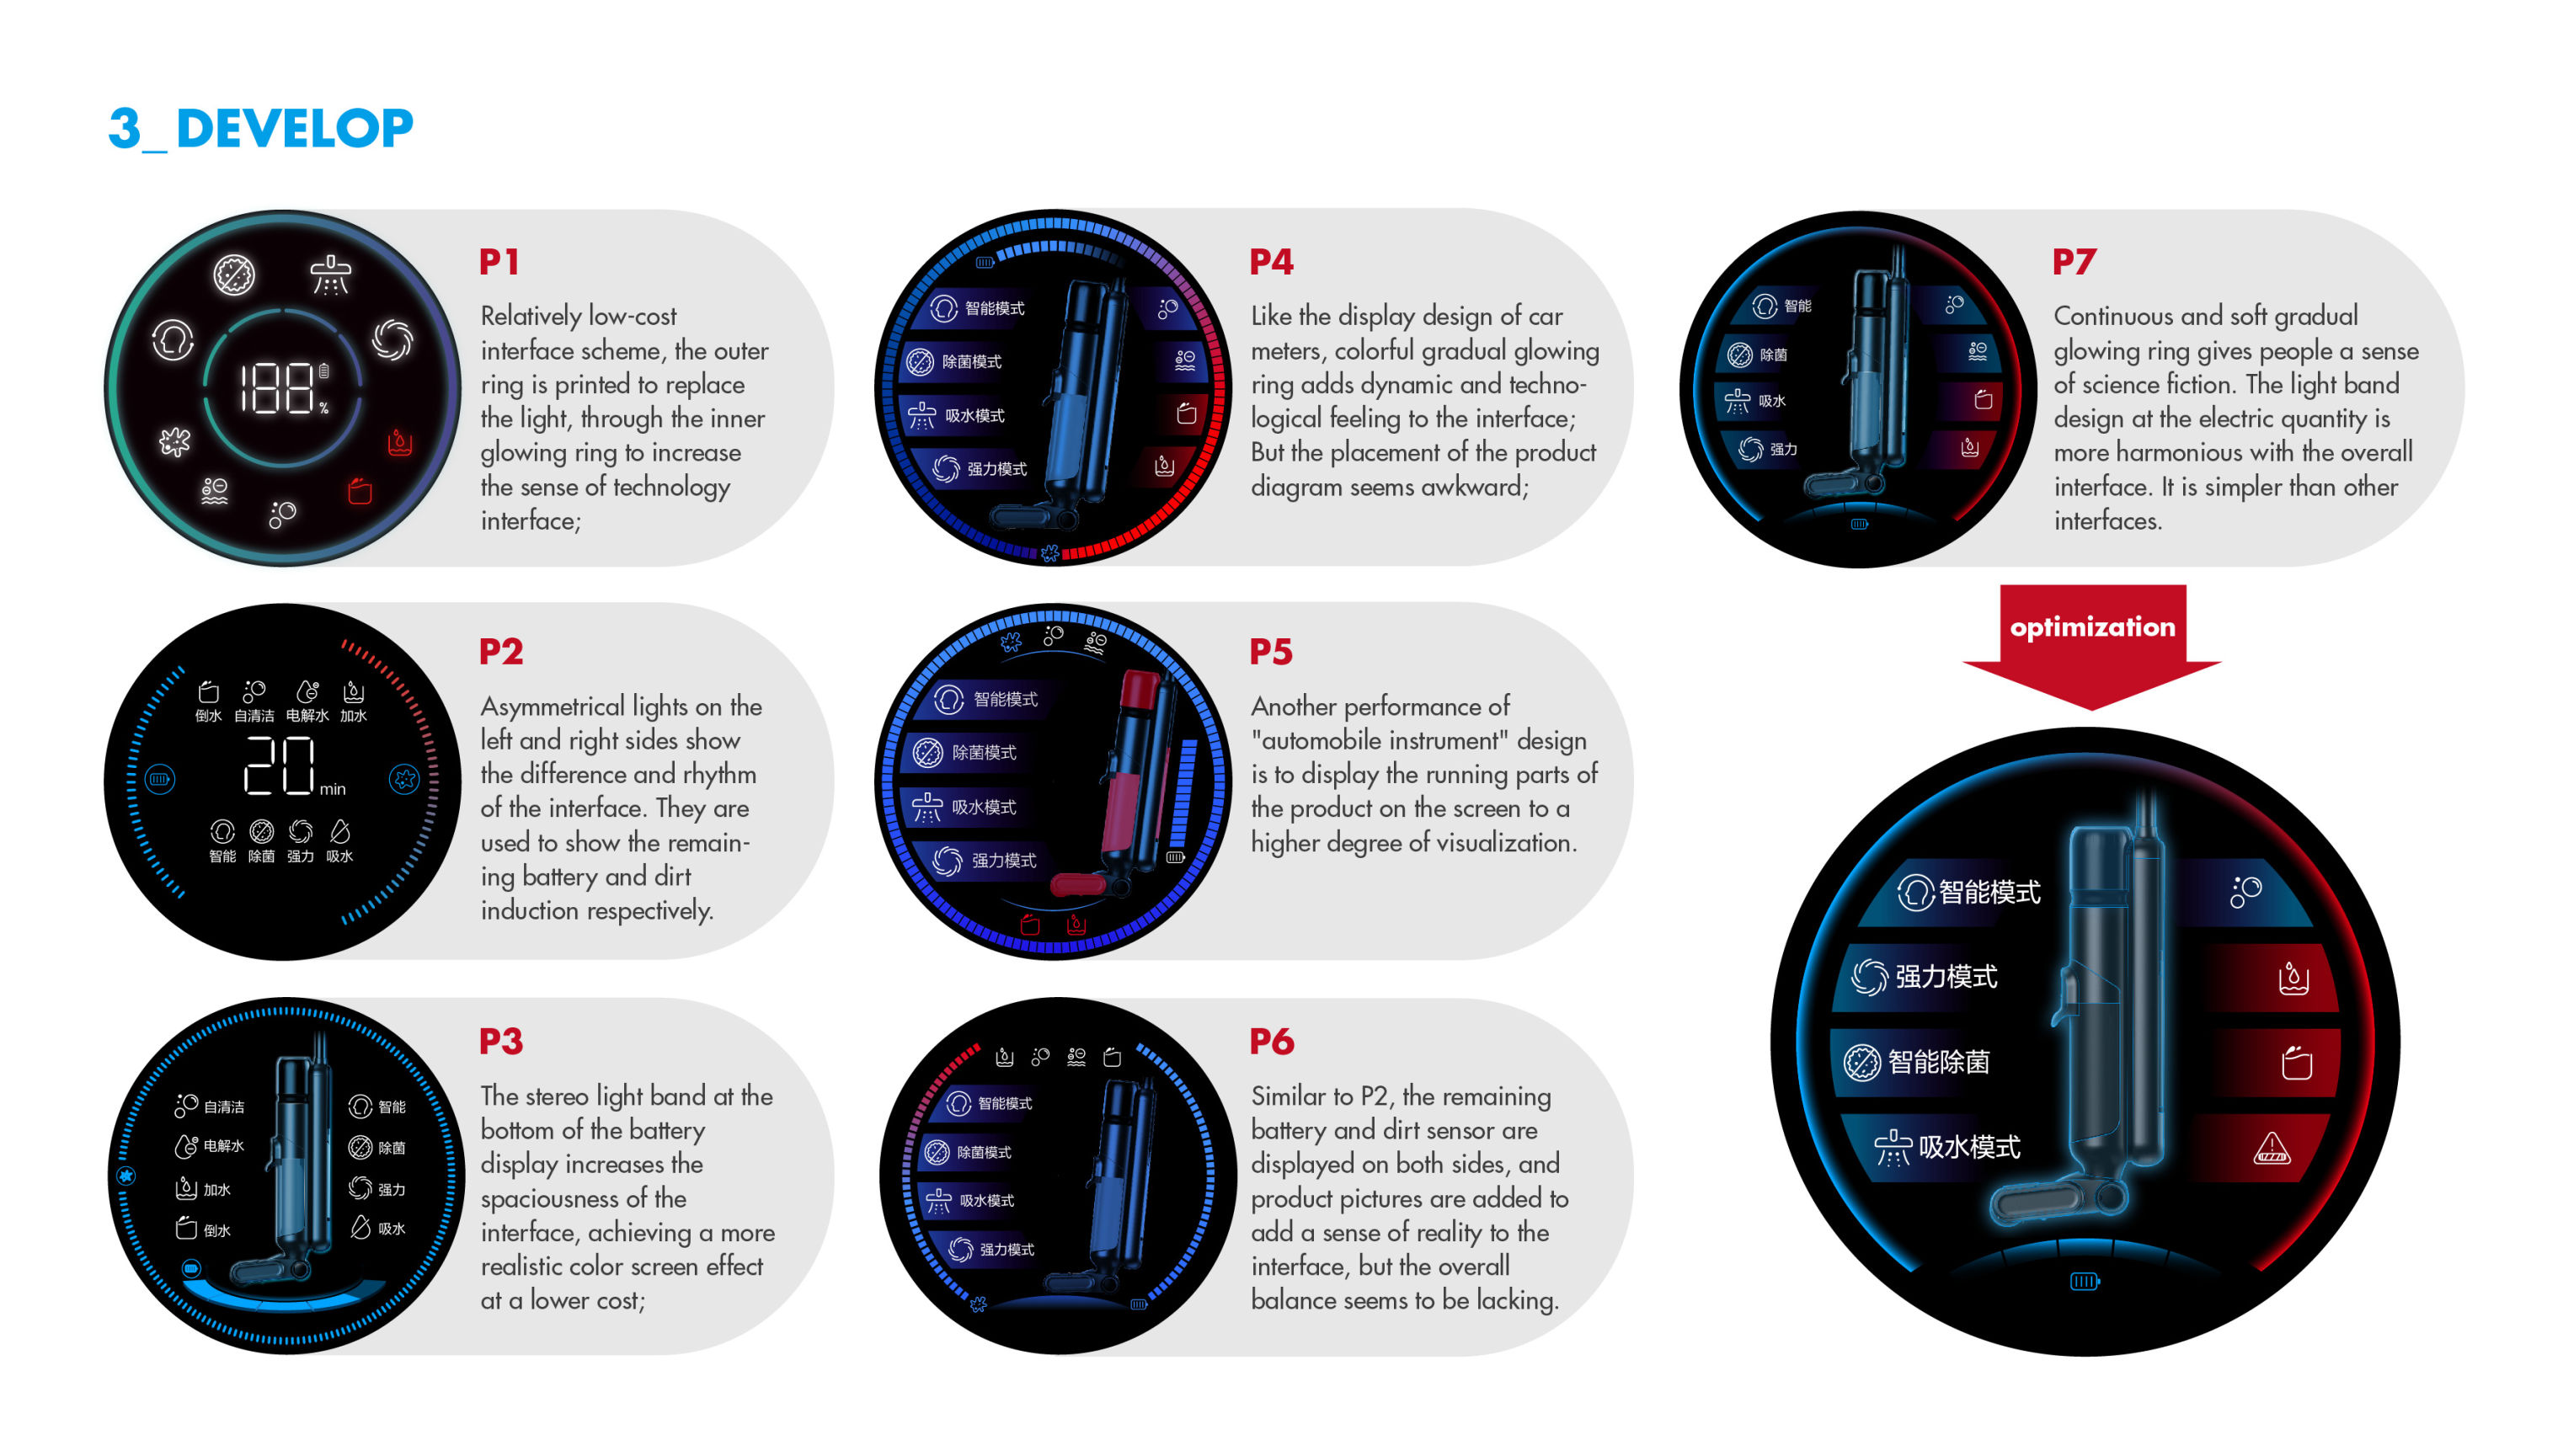 3_DEVELOP
188
%
P1
Relatively low-cost
interface scheme, the outer
ring is printed to replace
the light, through the inner
glowing ring to increase
the sense of technology
interface;
倒水 自清洁 电解水 加水
20 min
智能 除菌 强力 吸水
P2
Asymmetrical lights on the
left and right sides show
the difference and rhythm
of the interface. They are
used to show the remain-
ing battery and dirt
induction respectively.
自清洁
电解水
加水
倒水
智能
除菌
强力
吸水
P3
The stereo light band at the
bottom of the battery
display increases the
spaciousness of the
interface, achieving a more
realistic color screen effect
at a lower cost;
智能模式
除菌模式
吸水模式
强力模式
P4
Like the display design of car
meters, colorful gradual glowing
ring adds dynamic and techno-
logical feeling to the interface;
But the placement of the product
diagram seems awkward;
智能模式
除菌模式
吸水模式
强力模式
P5
Another performance of
"automobile instrument" design
is to display the running parts of
the product on the screen to a
higher degree of visualization.
智能模式
除菌模式
吸水模式
强力模式
P6
Similar to P2, the remaining
battery and dirt sensor are
displayed on both sides, and
product pictures are added to
add a sense of reality to the
interface, but the overall
balance seems to be lacking.
智能
除菌
吸水
强力
P7
Continuous and soft gradual
glowing ring gives people a sense
of science fiction. The light band
design at the electric quantity is
more harmonious with the overall
interface. It is simpler than other
interfaces.
optimization
智能模式
强力模式
智能除菌
吸水模式